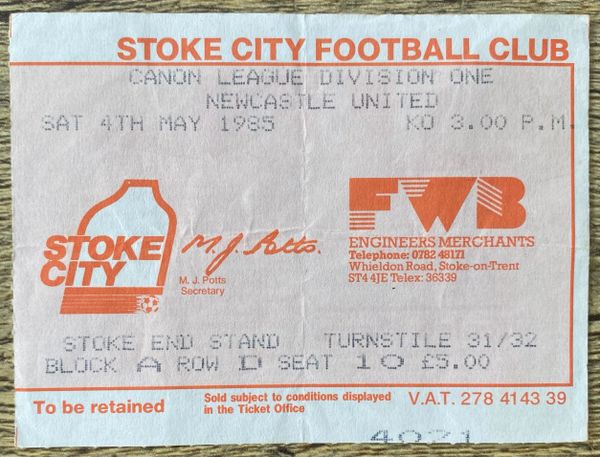 STOKE CITY FOOTBALL CLUB
CANON LEAGUE DIVISION ONE
NEWCASTLE UNITED
SAT 4TH MAY 1985 KO 3.00 P.M.
STOKE
CITY
M. J. Potts.
M. J. Potts
Secretary
FWB
ENGINEERS MERCHANTS
Telephone: 0782 48171
Whieldon Road, Stoke-on-Trent
ST4 4JE Telex: 36339
STOKE END STAND TURNSTILE 31/32
BLOCK A ROW D SEAT 10 £5.00
To be retained
Sold subject to conditions displayed
in the Ticket Office
V.A.T. 278 4143 39